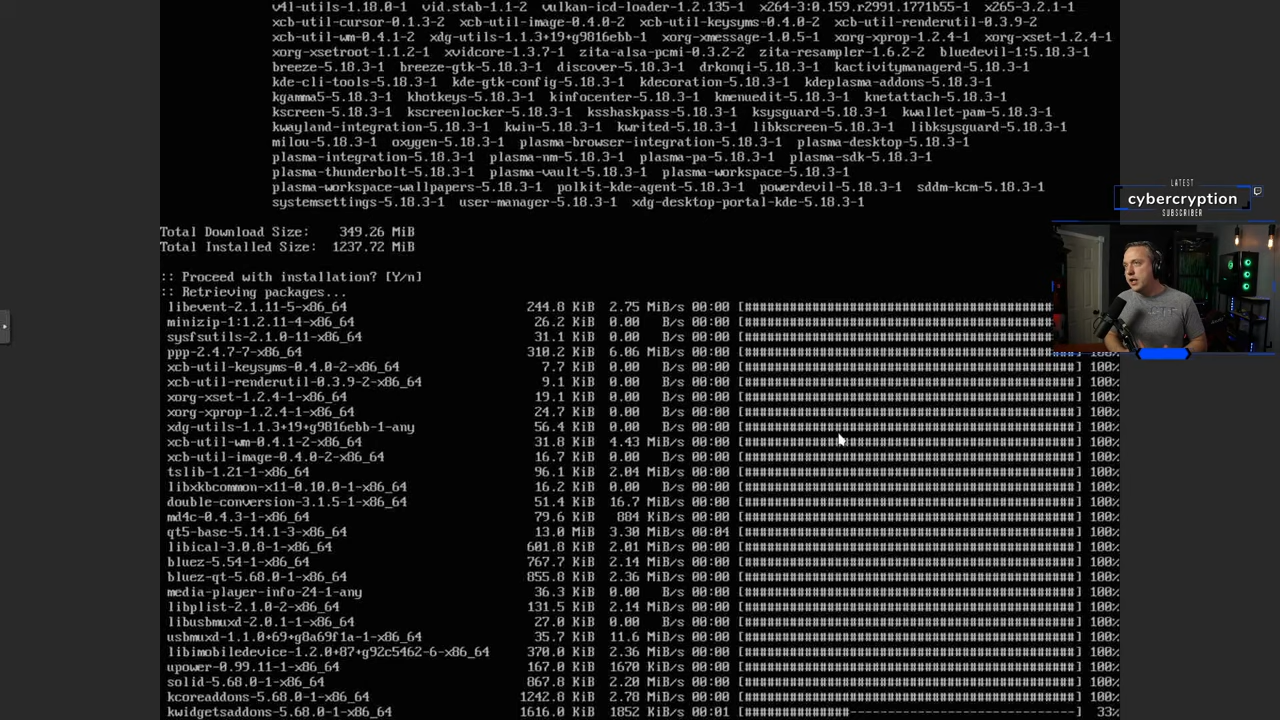 v4l-utils-1.18.0-1 vid.stab-1.1-2 vulkan-icd-loader-1.2.135-1 x264-3:0.159.r2991.1771b55-1 x265-3.2.1-1
xcb-util-cursor-0.1.3-2 xcb-util-image-0.4.0-2 xcb-util-keysyms-0.4.0-2 xcb-util-renderutil-0.3.9-2
xcb-util-wm-0.4.1-2 xdg-utils-1.1.3+19+g9816ebb-1 xorg-xmessage-1.0.5-1 xorg-xprop-1.2.4-1 xorg-xset-1.2.4-1
xorg-xsetroot-1.1.2-1 xvidcore-1.3.7-1 zita-alsa-pcmi-0.3.2-2 zita-resampler-1.6.2-2 bluedevil-1:5.18.3-1
breeze-5.18.3-1 breeze-gtk-5.18.3-1 discover-5.18.3-1 drkonqi-5.18.3-1 kactivitymanagerd-5.18.3-1
kde-cli-tools-5.18.3-1 kde-gtk-config-5.18.3-1 kdecoration-5.18.3-1 kdeplasma-addons-5.18.3-1
kgamma5-5.18.3-1 khotkeys-5.18.3-1 kinfocenter-5.18.3-1 kmenuedit-5.18.3-1 knetattach-5.18.3-1
kscreen-5.18.3-1 kscreenlocker-5.18.3-1 ksshaskpass-5.18.3-1 ksysguard-5.18.3-1 kwallet-pam-5.18.3-1
kwayland-integration-5.18.3-1 kwin-5.18.3-1 kwrited-5.18.3-1 libkscreen-5.18.3-1 libksysguard-5.18.3-1
milou-5.18.3-1 oxygen-5.18.3-1 plasma-browser-integration-5.18.3-1 plasma-desktop-5.18.3-1
plasma-integration-5.18.3-1 plasma-nm-5.18.3-1 plasma-pa-5.18.3-1 plasma-sdk-5.18.3-1
plasma-thunderbolt-5.18.3-1 plasma-vault-5.18.3-1 plasma-workspace-5.18.3-1
plasma-workspace-wallpapers-5.18.3-1 polkit-kde-agent-5.18.3-1 powerdevil-5.18.3-1 sddm-kcm-5.18.3-1
systemsettings-5.18.3-1 user-manager-5.18.3-1 xdg-desktop-portal-kde-5.18.3-1
LATEST
cybercryption
SUBSCRIBER
Total Download Size: 349.26 MiB
Total Installed Size: 1237.72 MiB
:: Proceed with installation? [Y/n]
:: Retrieving packages...
libevent-2.1.11-5-x86_64 244.8 KiB 2.75 MiB/s 00:00 [############################################
minizip-1:1.2.11-4-x86_64 26.2 KiB 0.00 B/s 00:00 [############################################
sysfsutils-2.1.0-11-x86_64 31.1 KiB 0.00 B/s 00:00 [############################################
ppp-2.4.7-7-x86_64 310.2 KiB 6.06 MiB/s 00:00 [############################################ 100%
xcb-util-keysyms-0.4.0-2-x86_64 7.7 KiB 0.00 B/s 00:00 [############################################] 100%
xcb-util-renderutil-0.3.9-2-x86_64 9.1 KiB 0.00 B/s 00:00 [############################################] 100%
xorg-xset-1.2.4-1-x86_64 19.1 KiB 0.00 B/s 00:00 [############################################] 100%
xorg-xprop-1.2.4-1-x86_64 24.7 KiB 0.00 B/s 00:00 [############################################] 100%
xdg-utils-1.1.3+19+g9816ebb-1-any 56.4 KiB 0.00 B/s 00:00 [############################################] 100%
xcb-util-wm-0.4.1-2-x86_64 31.8 KiB 4.43 MiB/s 00:00 [############################################] 100%
xcb-util-image-0.4.0-2-x86_64 16.7 KiB 0.00 B/s 00:00 [############################################] 100%
tslib-1.21-1-x86_64 96.1 KiB 2.04 MiB/s 00:00 [############################################] 100%
libxkbcommon-x11-0.10.0-1-x86_64 16.2 KiB 0.00 B/s 00:00 [############################################] 100%
double-conversion-3.1.5-1-x86_64 51.4 KiB 16.7 MiB/s 00:00 [############################################] 100%
md4c-0.4.3-1-x86_64 79.6 KiB 884 KiB/s 00:00 [############################################] 100%
qt5-base-5.14.1-3-x86_64 13.0 MiB 3.30 MiB/s 00:04 [############################################] 100%
libical-3.0.8-1-x86_64 601.8 KiB 2.01 MiB/s 00:00 [############################################] 100%
bluez-5.54-1-x86_64 767.7 KiB 2.14 MiB/s 00:00 [############################################] 100%
bluez-qt-5.68.0-1-x86_64 855.8 KiB 2.36 MiB/s 00:00 [############################################] 100%
media-player-info-24-1-any 36.3 KiB 0.00 B/s 00:00 [############################################] 100%
libplist-2.1.0-2-x86_64 131.5 KiB 2.14 MiB/s 00:00 [############################################] 100%
libusbmuxd-2.0.1-1-x86_64 27.0 KiB 0.00 B/s 00:00 [############################################] 100%
usbmuxd-1.1.0+69+g8a69f1a-1-x86_64 35.7 KiB 11.6 MiB/s 00:00 [############################################] 100%
libimobiledevice-1.2.0+87+g92c5462-6-x86_64 370.0 KiB 2.36 MiB/s 00:00 [############################################] 100%
upower-0.99.11-1-x86_64 167.0 KiB 1670 KiB/s 00:00 [############################################] 100%
solid-5.68.0-1-x86_64 867.8 KiB 2.20 MiB/s 00:00 [############################################] 100%
kcoreaddons-5.68.0-1-x86_64 1242.8 KiB 2.78 MiB/s 00:00 [############################################] 100%
kwidgetsaddons-5.68.0-1-x86_64 1616.0 KiB 1852 KiB/s 00:01 [##############------------------------------] 33%